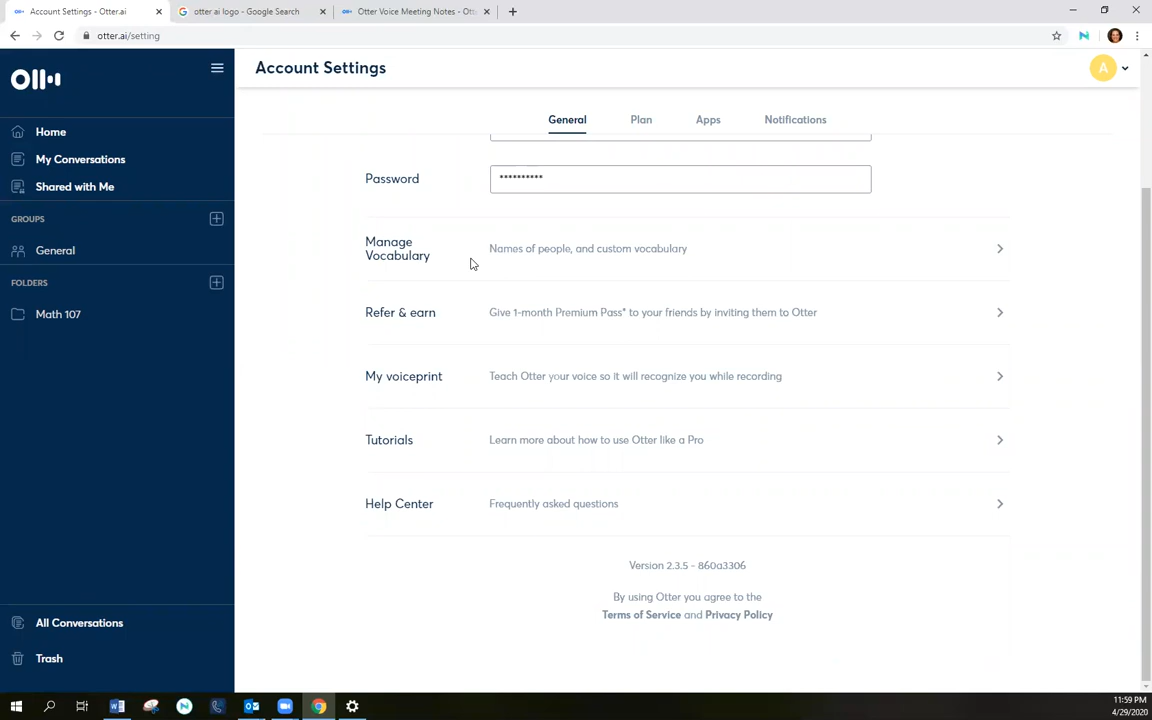 Account Settings - Otter.ai
otter ai logo - Google Search
Otter Voice Meeting Notes - Ott
otter.ai/setting
Account Settings
A
Home
My Conversations
Shared with Me
GROUPS
General
FOLDERS
Math 107
All Conversations
Trash
General Plan Apps Notifications
Password **********
Manage
Vocabulary
Names of people, and custom vocabulary
Refer & earn Give 1-month Premium Pass* to your friends by inviting them to Otter
My voiceprint Teach Otter your voice so it will recognize you while recording
Tutorials Learn more about how to use Otter like a Pro
Help Center Frequently asked questions
Version 2.3.5 - 860a3306
By using Otter you agree to the
Terms of Service and Privacy Policy
11:59 PM
4/29/2020